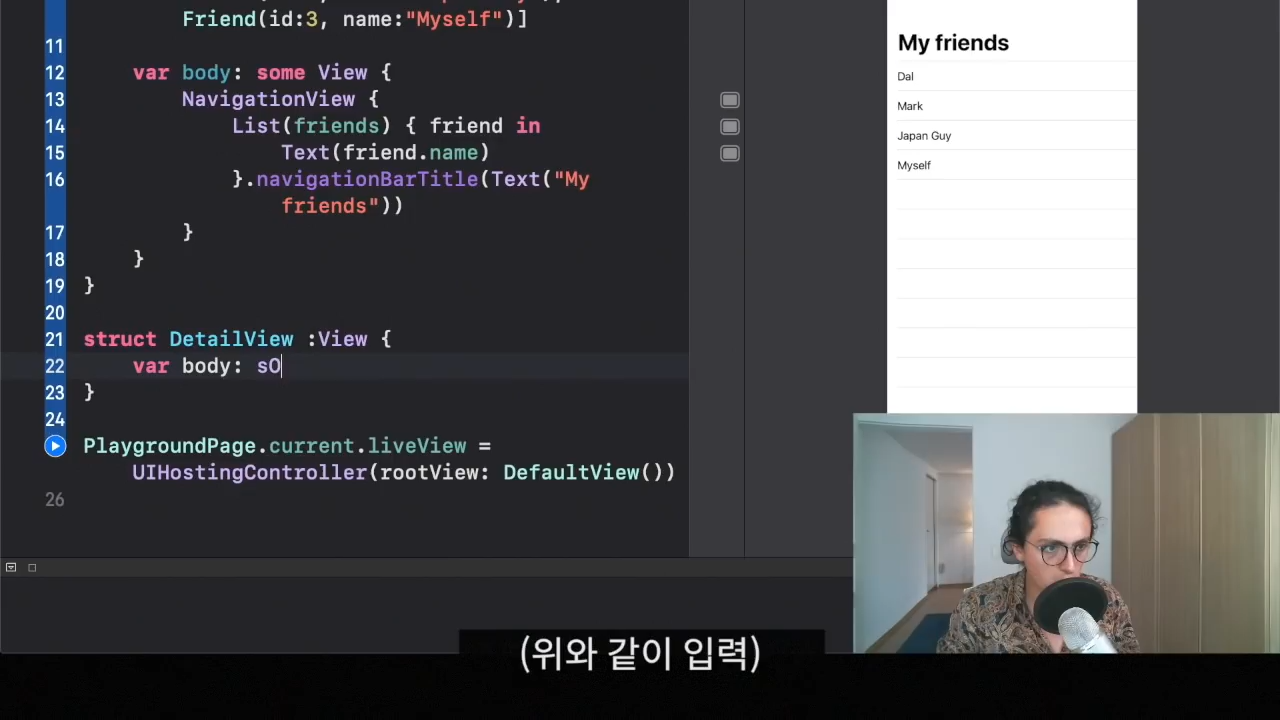 Friend(id:3, name:"Myself")]
11
12 var body: some View {
13 NavigationView {
14 List(friends) { friend in
15 Text(friend.name)
16 }.navigationBarTitle(Text("My
friends"))
17 }
18 }
19 }
20
21 struct DetailView :View {
22 var body: sO
23 }
24
PlaygroundPage.current.liveView =
UIHostingController(rootView: DefaultView())
26
My friends
Dal
Mark
Japan Guy
Myself
(위와 같이 입력)